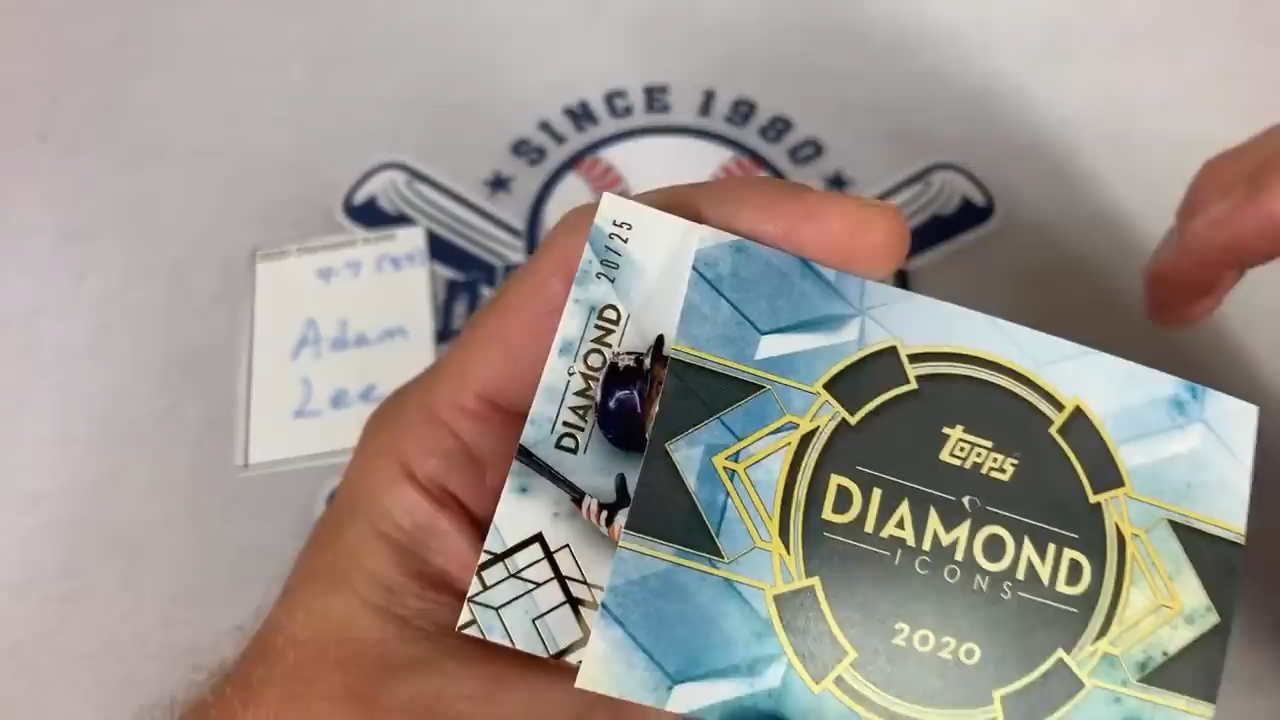 SINCE 1980
Adam
Lee
20/25
DIAMOND
topps
DIAMOND
ICONS
2020